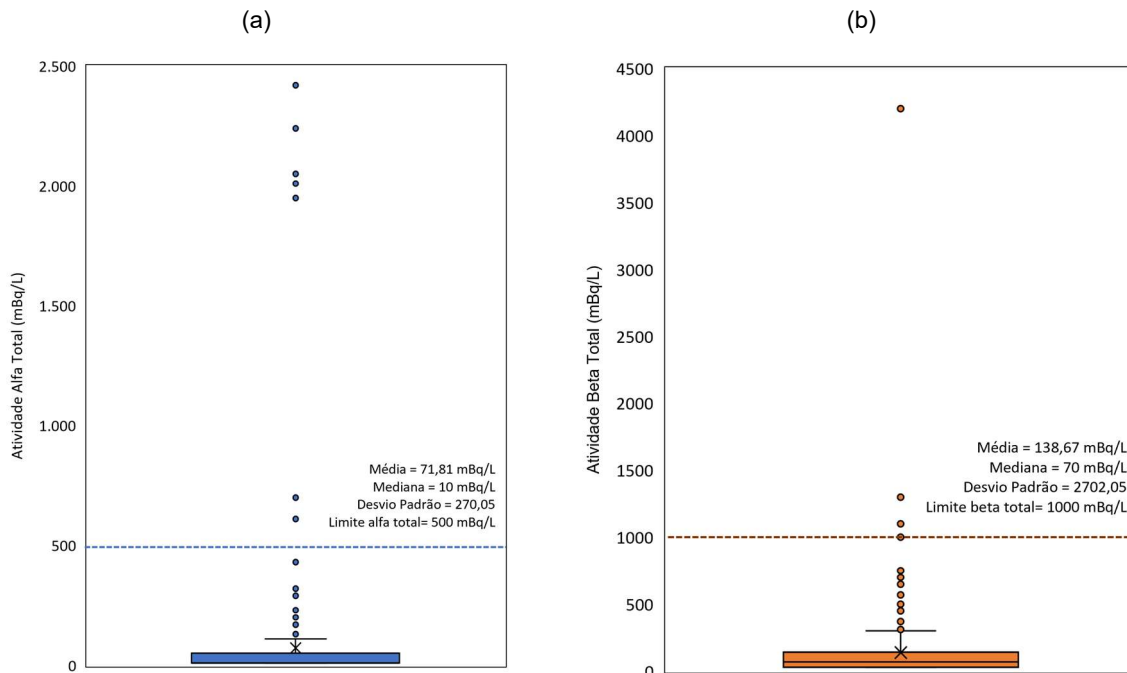 (a)
(b)
2.500
2.000
1.500
1.000
500
0
Atividade Alfa Total (mBq/L)
Média = 71,81 mBq/L
Mediana = 10 mBq/L
Desvio Padrão = 270,05
Limite alfa total= 500 mBq/L
4500
4000
3500
3000
2500
2000
1500
1000
500
0
Atividade Beta Total (mBq/L)
Média = 138,67 mBq/L
Mediana = 70 mBq/L
Desvio Padrão = 2702,05
Limite beta total= 1000 mBq/L